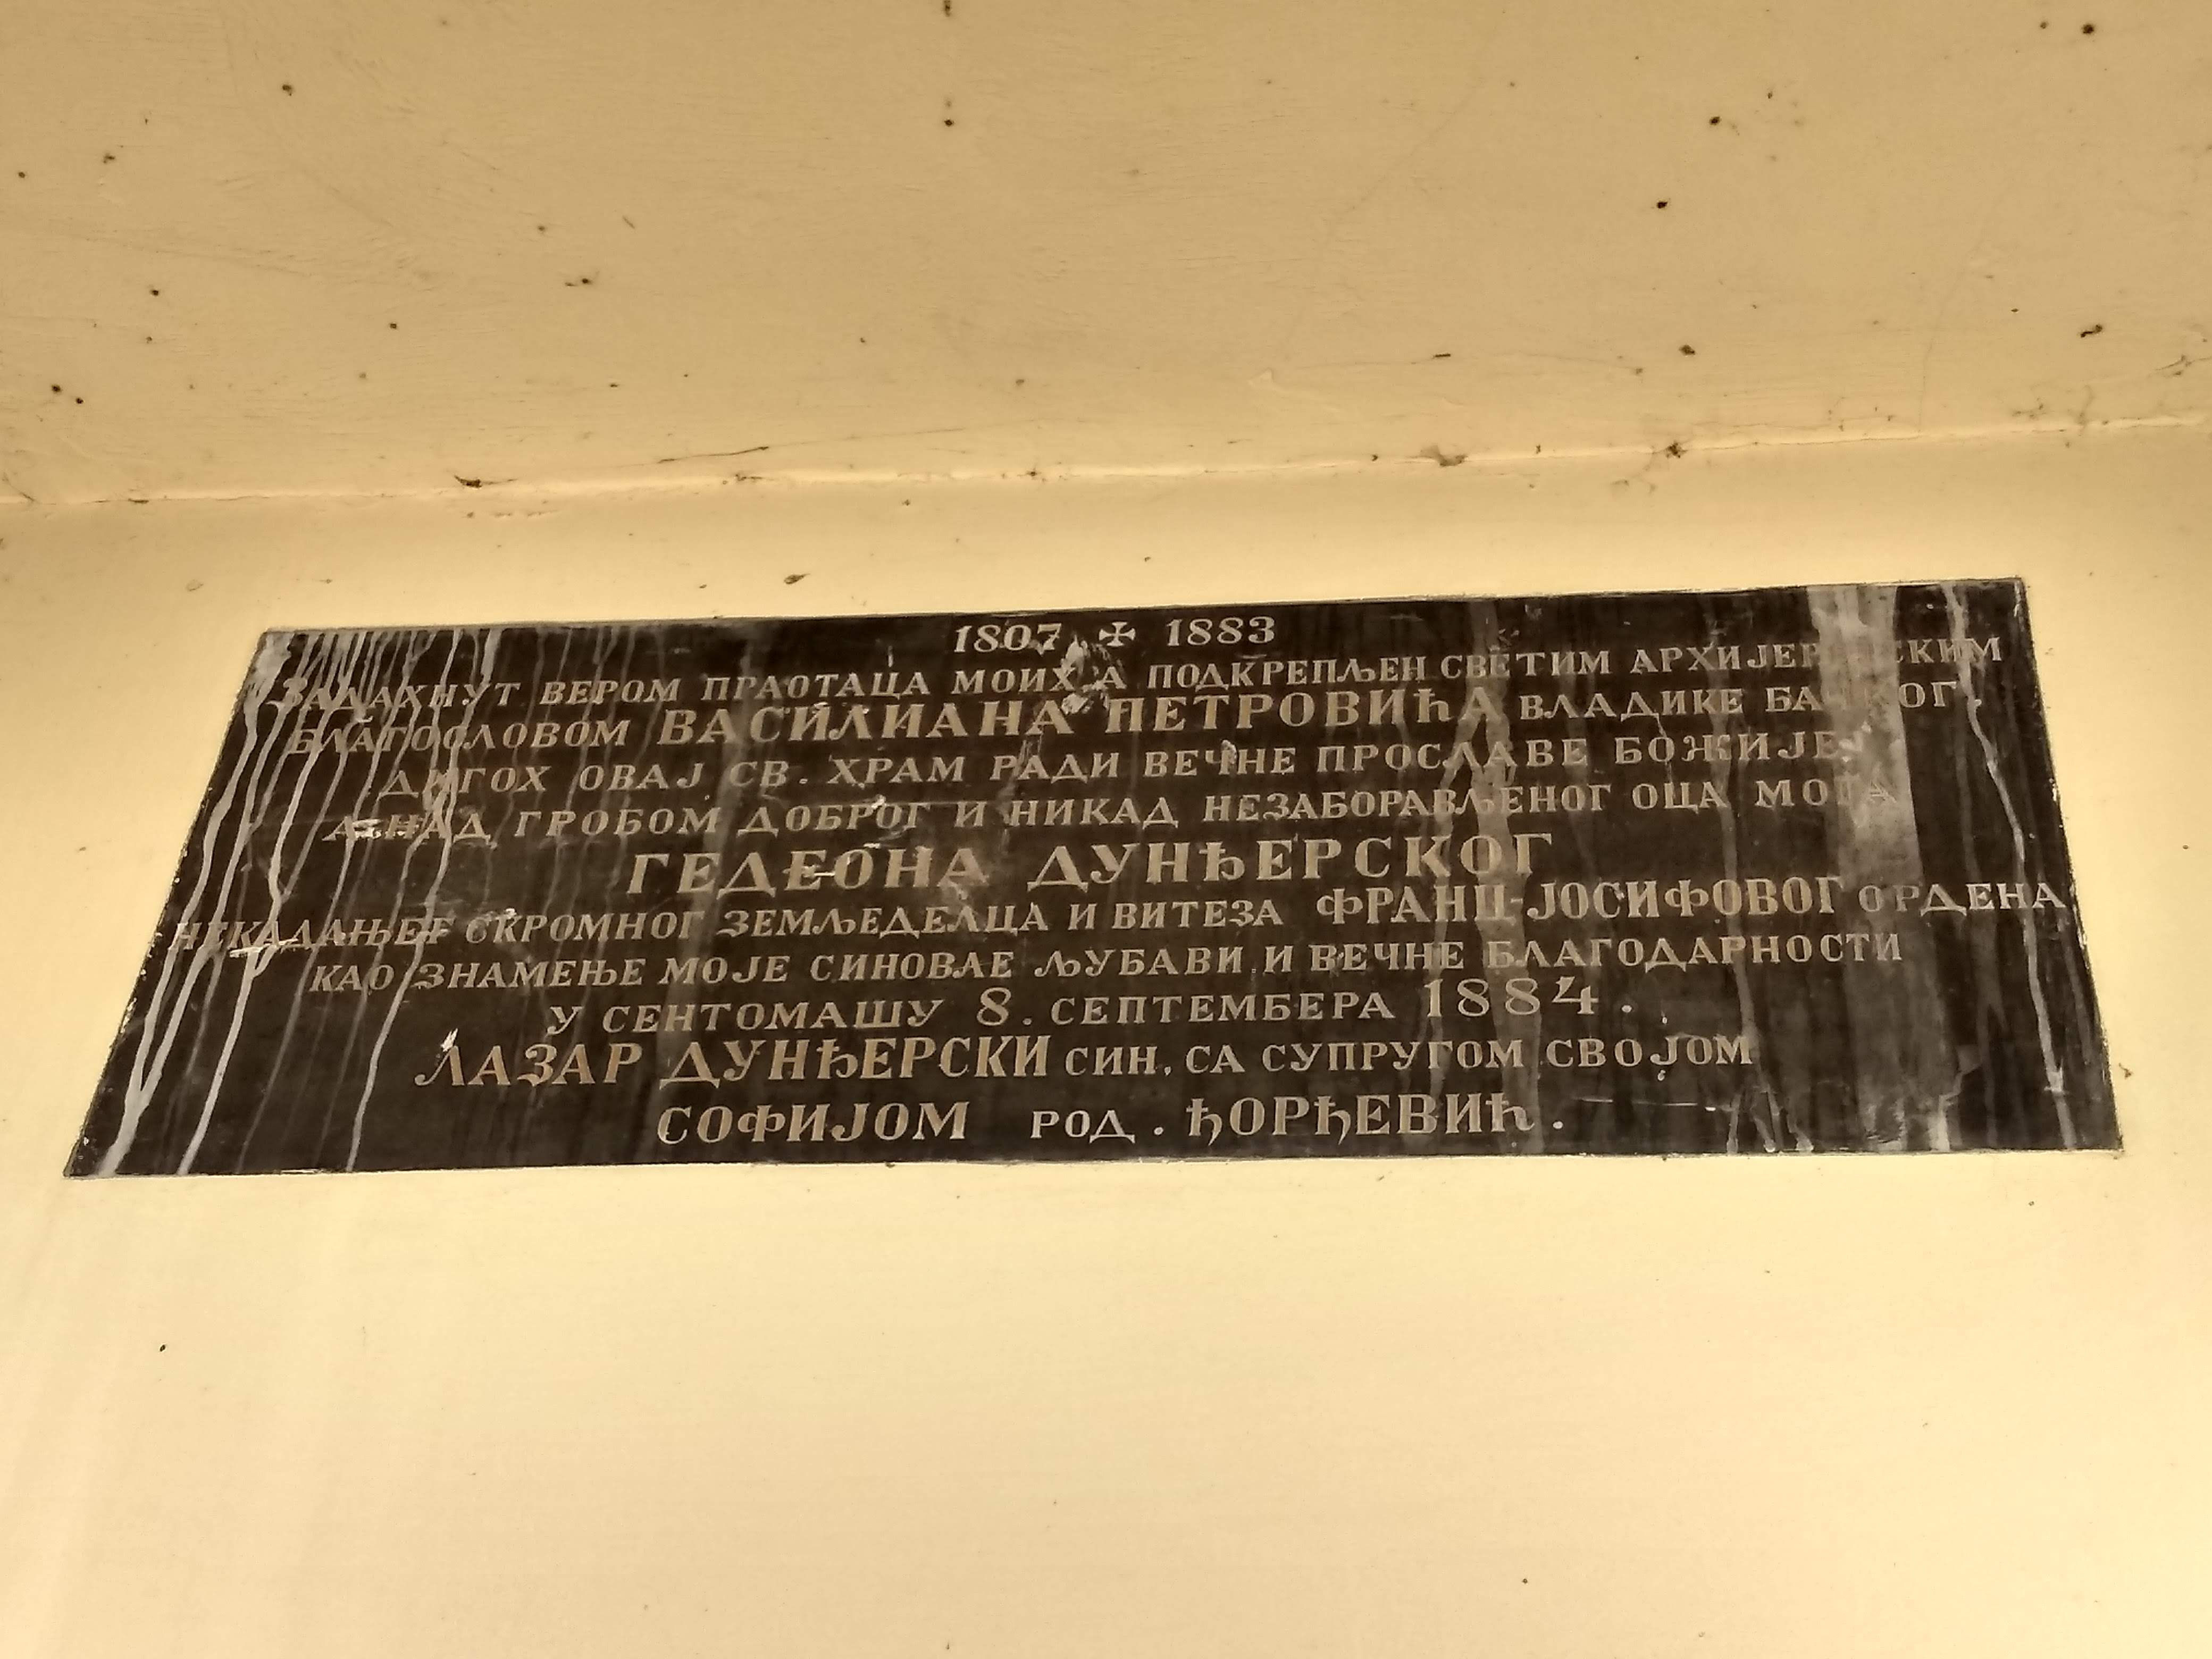 1807 ✠ 1883
ЗАДАХНУТ ВЕРОМ ПРАОТАЦА МОИХ А ПОДКРЕПЉЕН СВЕТИМ АРХИЈЕРЕЈСКИМ
БЛАГОСЛОВОМ ВАСИЛИАНА ПЕТРОВИЋА ВЛАДИКЕ БАЧКОГ,
ДИГОХ ОВАЈ СВ. ХРАМ РАДИ ВЕЧНЕ ПРОСЛАВЕ БОЖИЈЕ
А НАД ГРОБОМ ДОБРОГ И НИКАД НЕЗАБОРАВЉЕНОГ ОЦА МОГА
ГЕДЕОНА ДУНЂЕРСКОГ
НЕКАДАЊЕГ СКРОМНОГ ЗЕМЉЕДЕЛЦА И ВИТЕЗА ФРАНЦ-ЈОСИФОВОГ ОРДЕНА
КАО ЗНАМЕЊЕ МОЈЕ СИНОВЛЕ ЉУБАВИ И ВЕЧНЕ БЛАГОДАРНОСТИ
У СЕНТОМАШУ 8. СЕПТЕМБЕРА 1884.
ЛАЗАР ДУНЂЕРСКИ СИН, СА СУПРУГОМ СВОЈОМ
СОФИЈОМ РОД. ЂОРЂЕВИЋ.